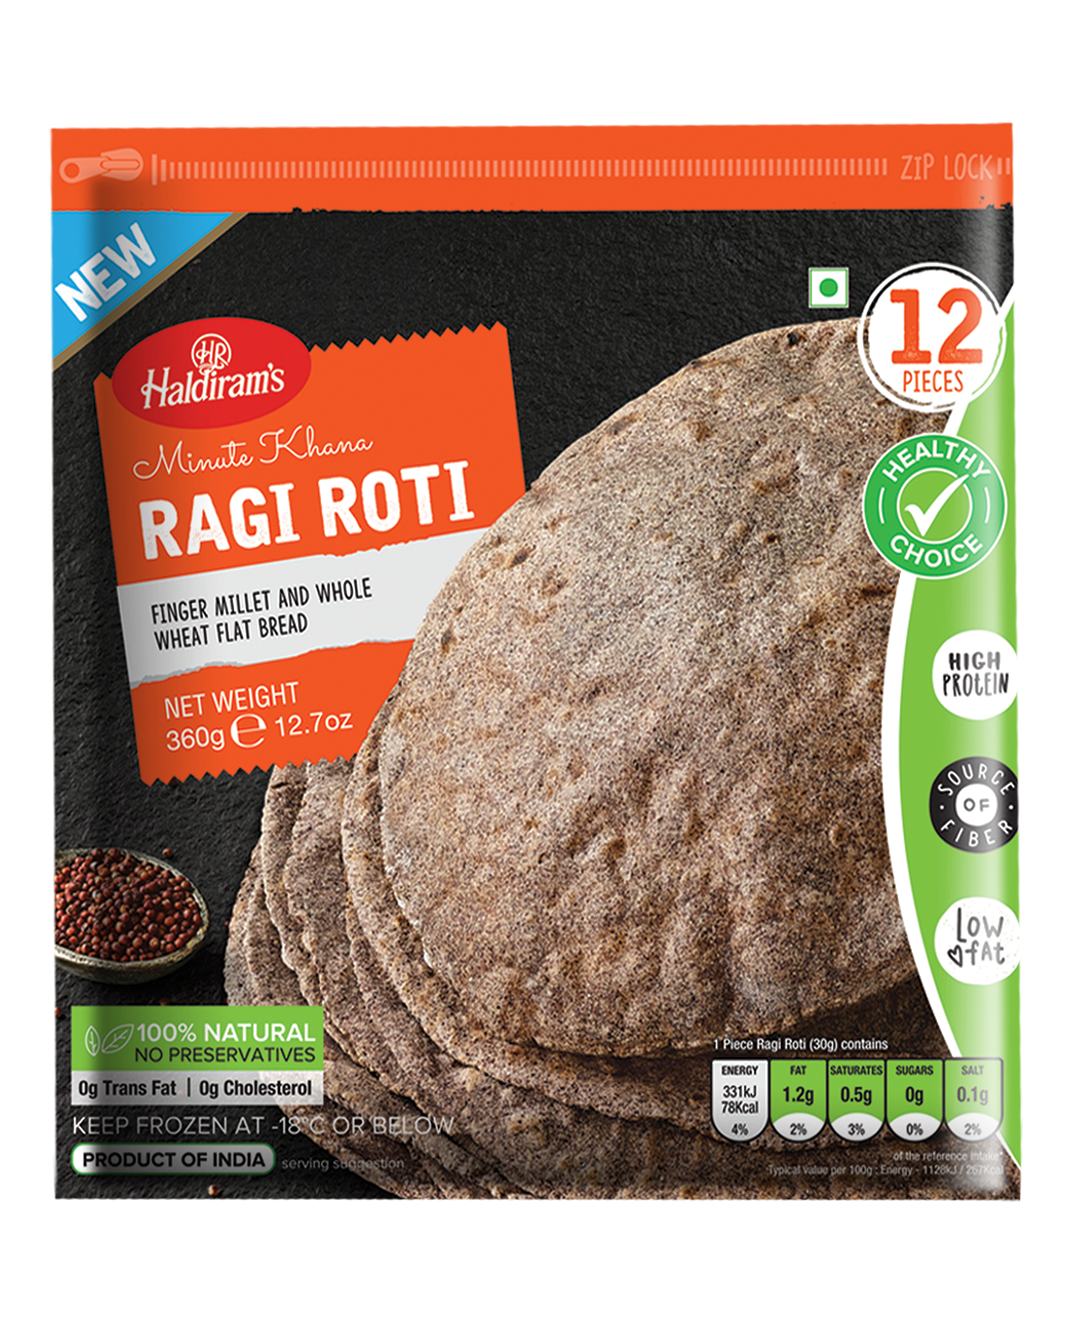 ZIP LOCK
NEW
HR
Haldiram's
Minute Khana
RAGI ROTI
FINGER MILLET AND WHOLE
WHEAT FLAT BREAD
NET WEIGHT
360g ℮ 12.7oz
12
PIECES
HEALTHY
CHOICE
HIGH
PROTEIN
SOURCE
OF
FIBER
LOW
fAt
100% NATURAL
NO PRESERVATIVES
0g Trans Fat | 0g Cholesterol
KEEP FROZEN AT -18°C OR BELOW
PRODUCT OF INDIA
serving suggestion
1 Piece Ragi Roti (30g) contains
ENERGY FAT SATURATES SUGARS SALT
331kJ
78Kcal 1.2g 0.5g 0g 0.1g
4% 2% 3% 0% 2%
of the reference intake*
Typical value per 100g : Energy - 1128kJ / 267Kcal